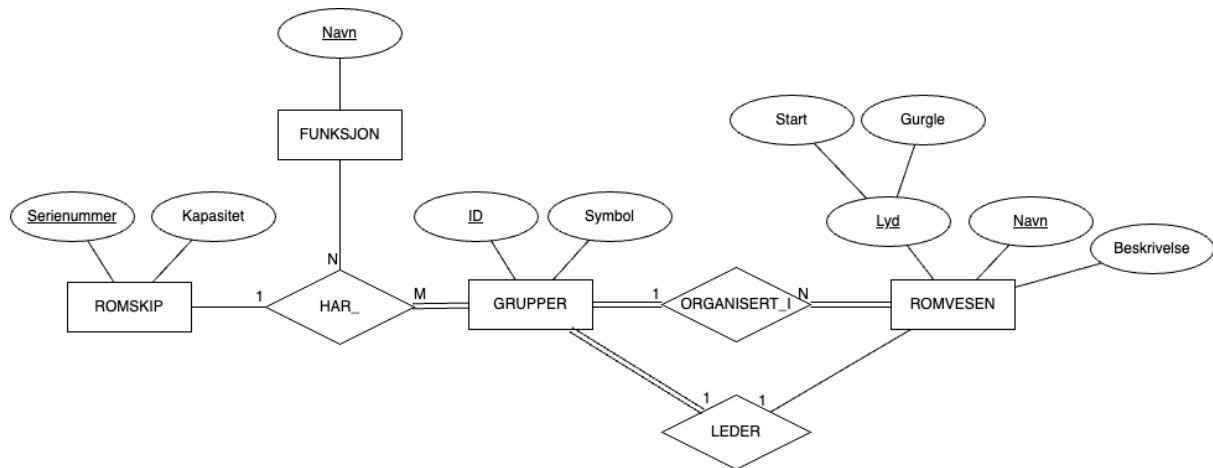 Navn
FUNKSJON
Start
Gurgle
Serienummer
Kapasitet
ID
Symbol
Lyd
Navn
Beskrivelse
N
ROMSKIP
1
HAR_
M
GRUPPER
1
ORGANISERT_I
N
ROMVESEN
1
1
LEDER